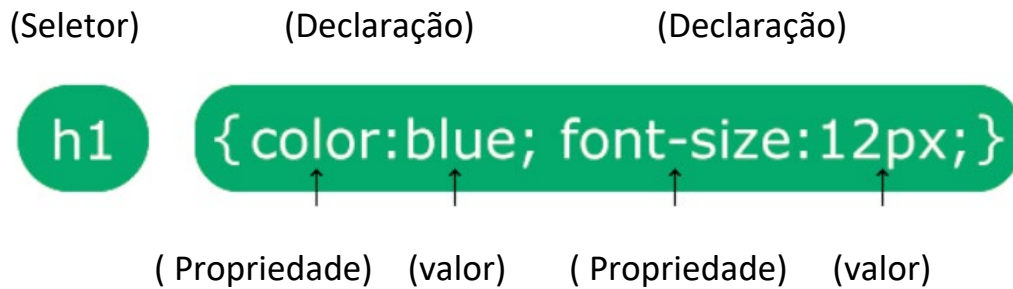 (Seletor) (Declaração) (Declaração)
h1 {color:blue; font-size:12px;}
( Propriedade) (valor) ( Propriedade) (valor)